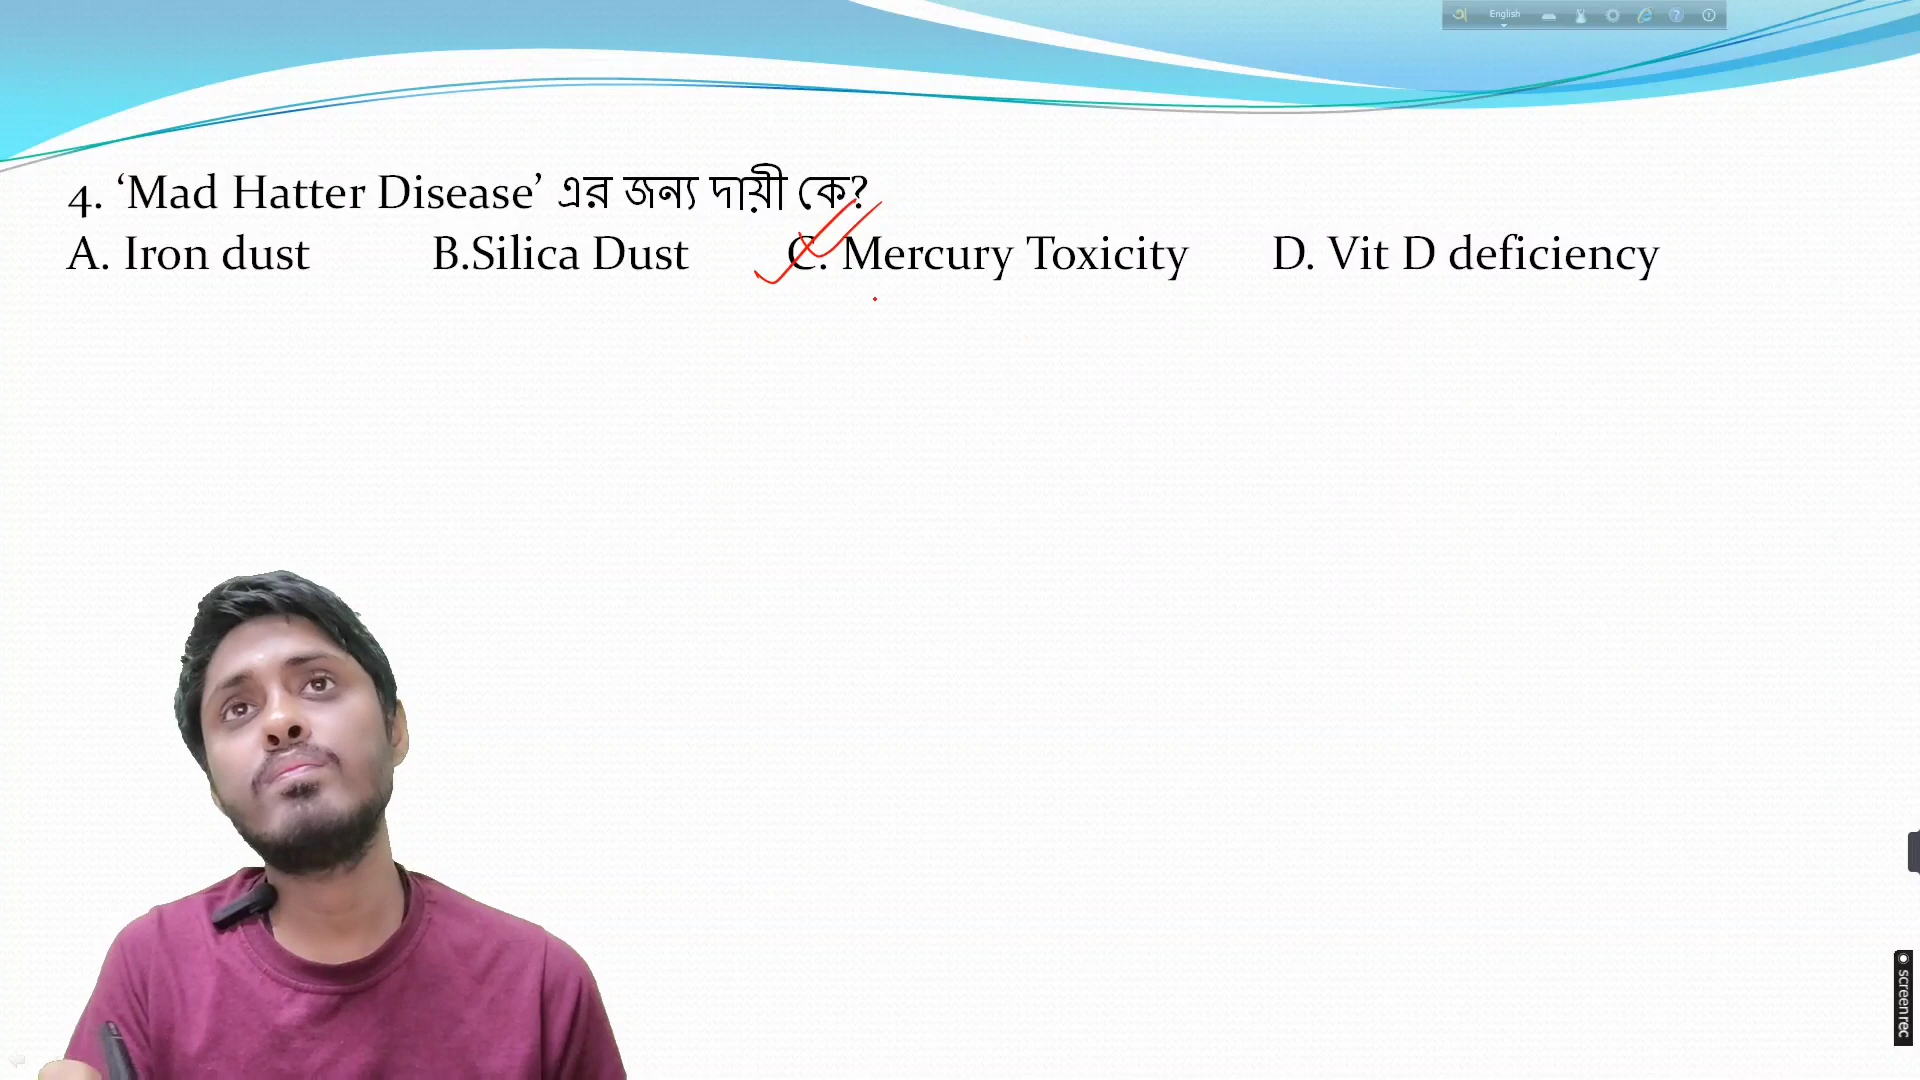 English
4. ‘Mad Hatter Disease’ এর জন্য দায়ী কে?
A. Iron dust B.Silica Dust C. Mercury Toxicity D. Vit D deficiency
screenrec